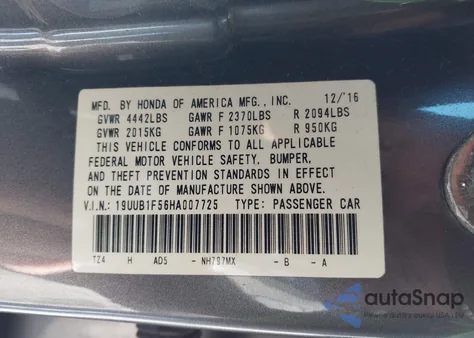 MFD. BY HONDA OF AMERICA MFG., INC. 12/'16
GVWR 4442LBS GAWR F 2370LBS R 2094LBS
GVWR 2015KG GAWR F 1075KG R 950KG
THIS VEHICLE CONFORMS TO ALL APPLICABLE
FEDERAL MOTOR VEHICLE SAFETY, BUMPER,
AND THEFT PREVENTION STANDARDS IN EFFECT
ON THE DATE OF MANUFACTURE SHOWN ABOVE.
V.I.N.: 19UUB1F56HA007725 TYPE: PASSENGER CAR
TZ4 H AD5 - NH797MX - B - A
autoSnap